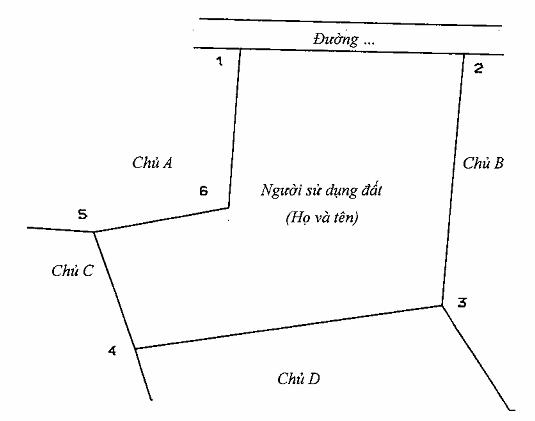 Đường ...
1
2
Chủ A
Chủ B
6
Người sử dụng đất
(Họ và tên)
5
Chủ C
3
4
Chủ D